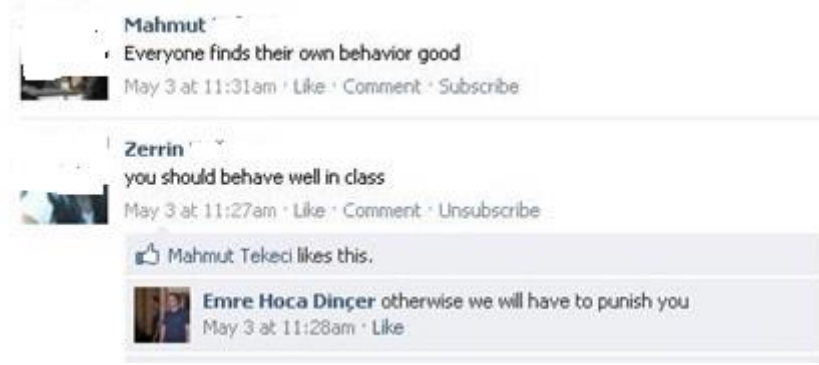 Mahmut
Everyone finds their own behavior good
May 3 at 11:31am · Like · Comment · Subscribe
Zerrin
you should behave well in class
May 3 at 11:27am · Like · Comment · Unsubscribe
Mahmut Tekeci likes this.
Emre Hoca Dinçer otherwise we will have to punish you
May 3 at 11:28am · Like